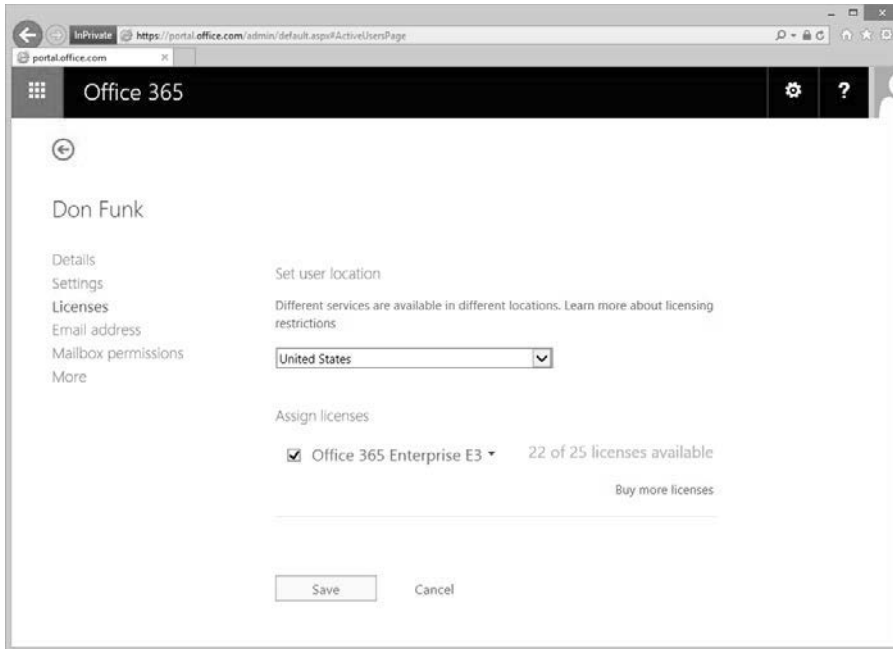 InPrivate https://portal.office.com/admin/default.aspx#ActiveUsersPage
portal.office.com
Office 365
?
Don Funk
Details
Settings
Licenses
Email address
Mailbox permissions
More
Set user location
Different services are available in different locations. Learn more about licensing
restrictions
United States
Assign licenses
Office 365 Enterprise E3 22 of 25 licenses available
Buy more licenses
Save Cancel